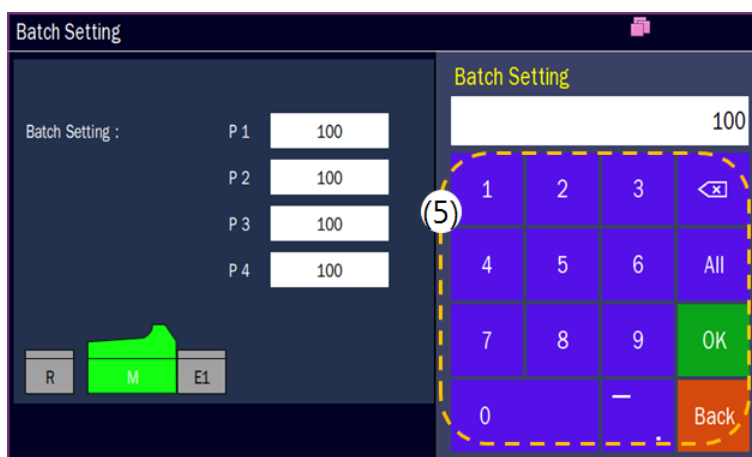 Batch Setting
Batch Setting :
P 1 100
P 2 100
P 3 100
P 4 100
R M E1
Batch Setting
100
(5)
1 2 3
4 5 6 All
7 8 9 OK
0 — . Back